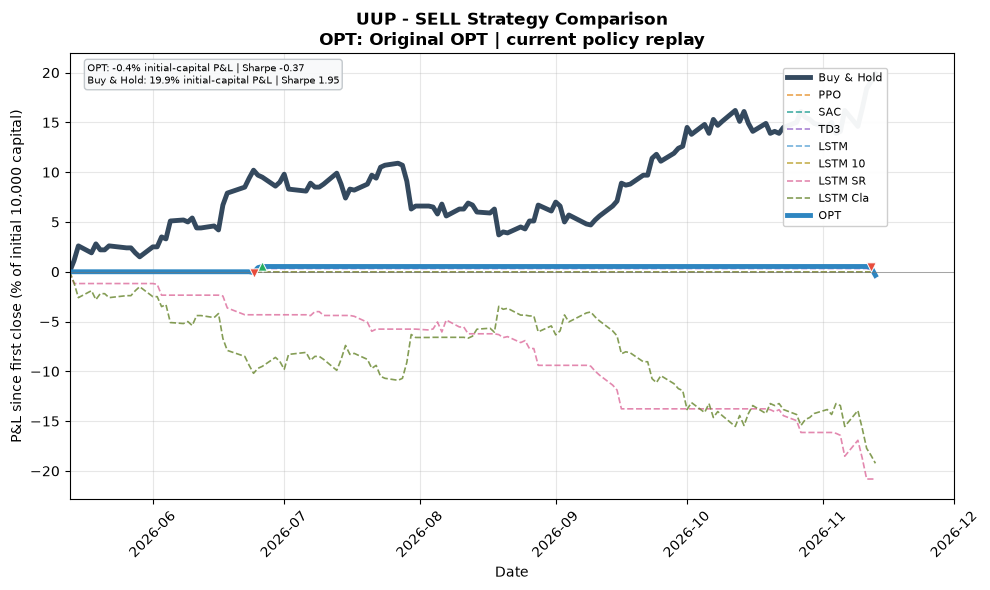 UUP - SELL Strategy Comparison
OPT: Original OPT | current policy replay
OPT: -0.4% initial-capital P&L | Sharpe -0.37
Buy & Hold: 19.9% initial-capital P&L | Sharpe 1.95
Buy & Hold
PPO
SAC
TD3
LSTM
LSTM 10
LSTM SR
LSTM Cla
OPT
P&L since first close (% of initial 10,000 capital)
20
15
10
5
0
−5
−10
−15
−20
2026-06
2026-07
2026-08
2026-09
2026-10
2026-11
2026-12
Date